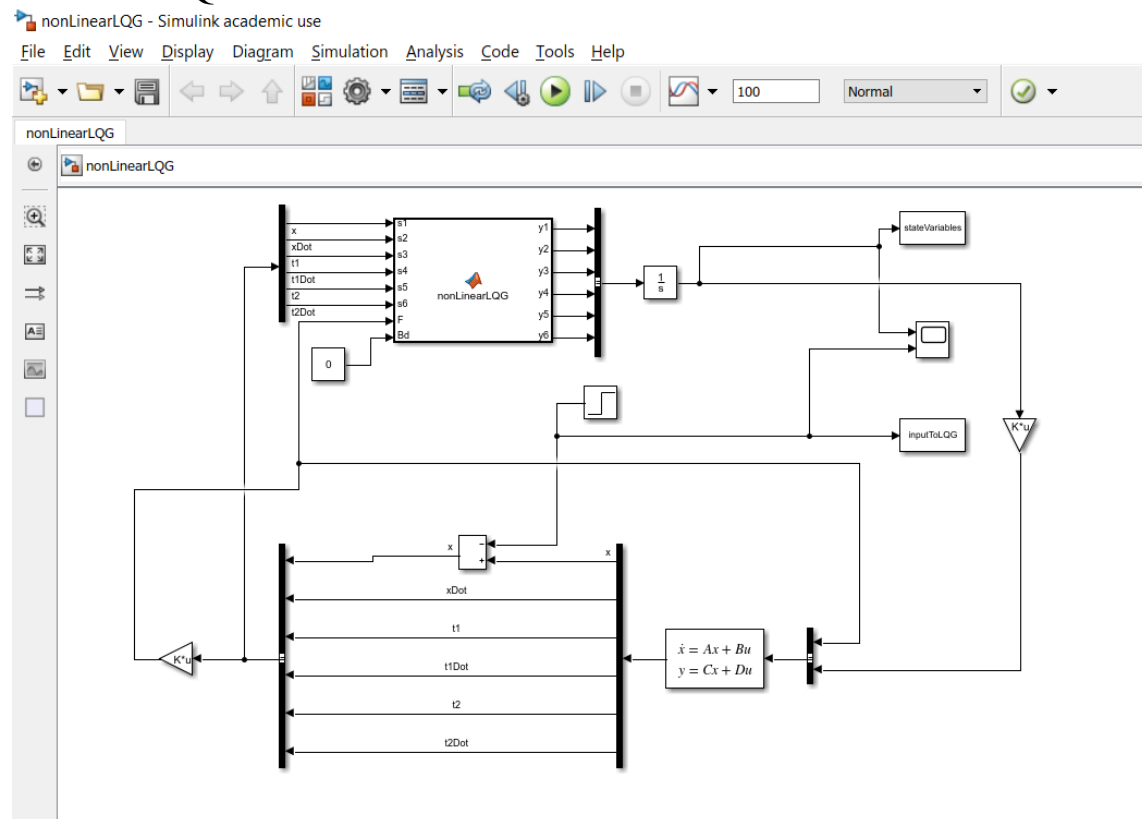 nonLinearLQG - Simulink academic use
File Edit View Display Diagram Simulation Analysis Code Tools Help
100 Normal
nonLinearLQG
nonLinearLQG
x
xDot
t1
t1Dot
t2
t2Dot
s1
s2
s3
s4
s5
s6
F
Bd
nonLinearLQG
y1
y2
y3
y4
y5
y6
1
s
stateVariables
0
inputToLQG
K*u
x
-
+
x
xDot
t1
t1Dot
t2
t2Dot
K*u
ẋ = Ax + Bu
y = Cx + Du